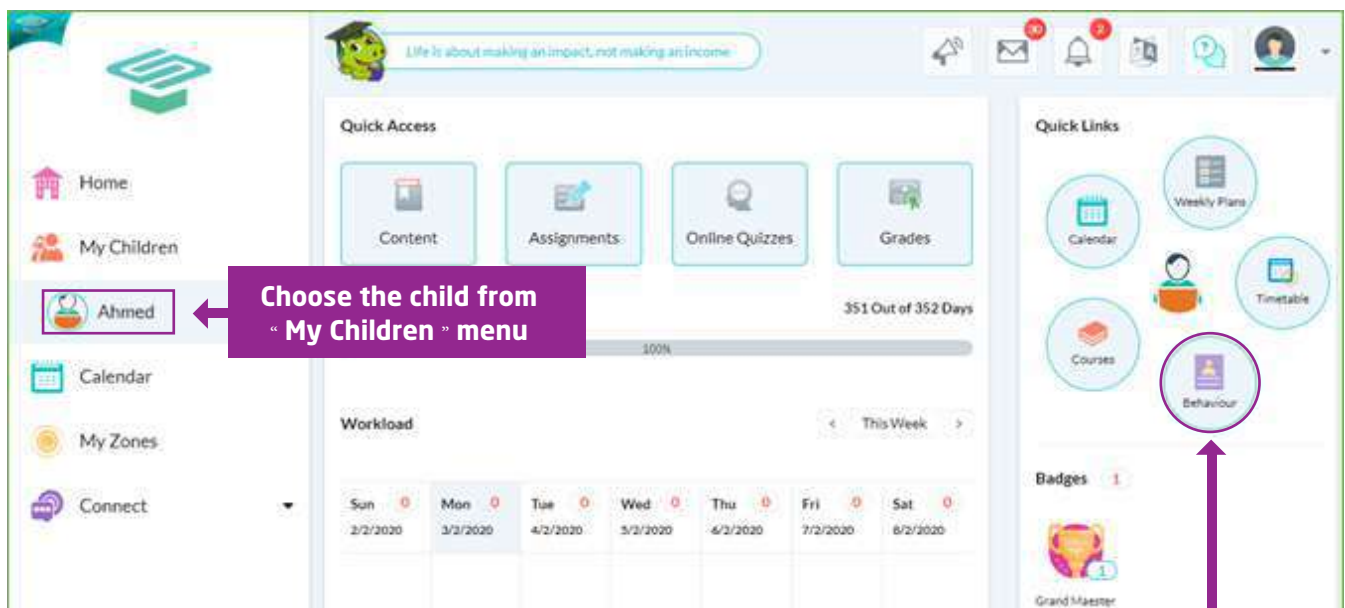 Life is about making an impact, not making an income
2
Quick Access
Content
Assignments
Online Quizzes
Grades
351 Out of 352 Days
100%
Workload
< This Week >
Sun 0 Mon 0 Tue 0 Wed 0 Thu 0 Fri 0 Sat 0
2/2/2020 3/2/2020 4/2/2020 5/2/2020 6/2/2020 7/2/2020 8/2/2020
Home
My Children
Ahmed
Calendar
My Zones
Connect
Choose the child from
“ My Children ” menu
Quick Links
Weekly Plans
Calendar
Timetable
Courses
Behaviour
Badges 1
1
Grand Maester